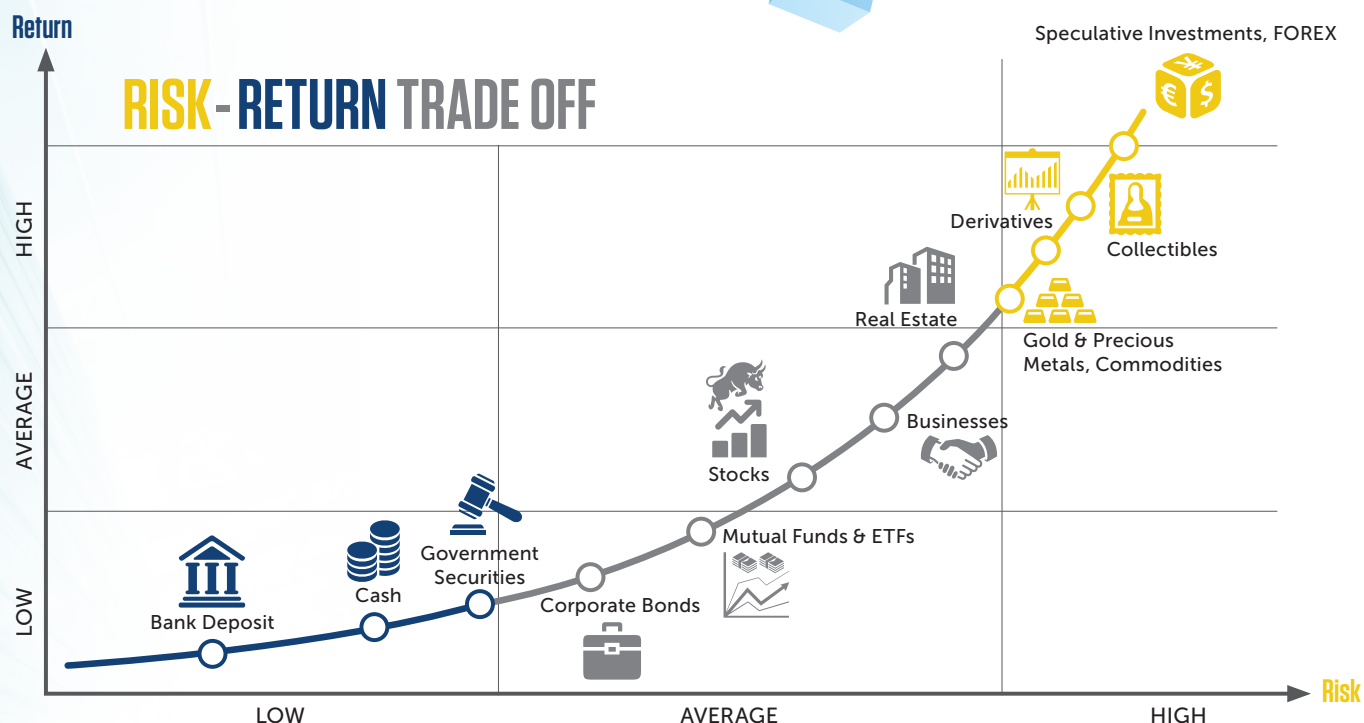 Return
Speculative Investments, FOREX
RISK - RETURN TRADE OFF
¥
€ $
HIGH
Derivatives
Collectibles
Real Estate
Gold & Precious
Metals, Commodities
AVERAGE
Stocks
Businesses
Mutual Funds & ETFs
Government
Securities
Cash
Corporate Bonds
Bank Deposit
LOW
Risk
LOW
AVERAGE
HIGH